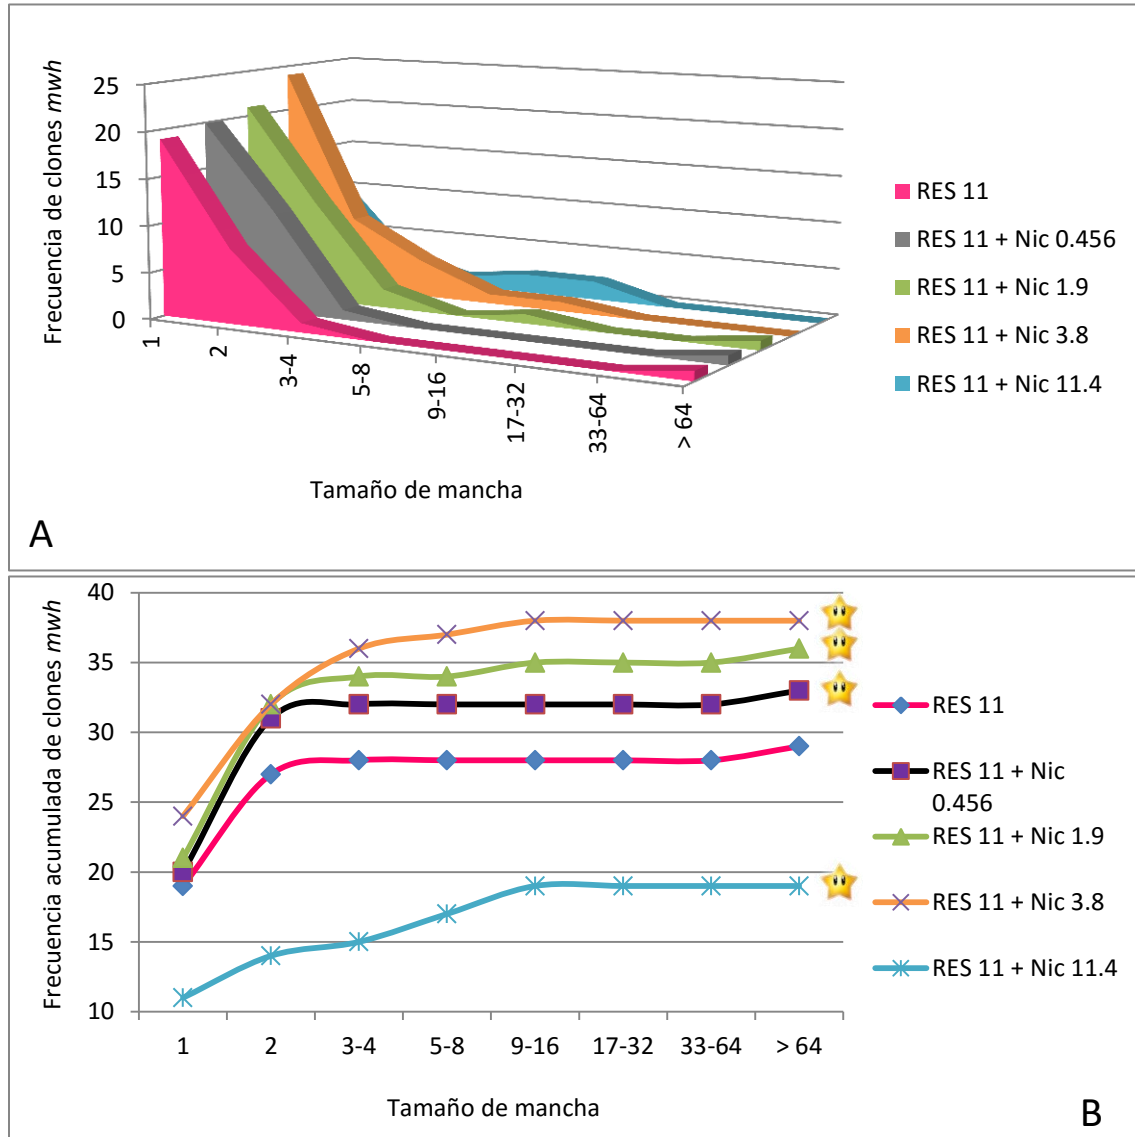 Frecuencia de clones mwh
25
20
15
10
5
0
1
2
3-4
5-8
9-16
17-32
33-64
> 64
Tamaño de mancha
RES 11
RES 11 + Nic 0.456
RES 11 + Nic 1.9
RES 11 + Nic 3.8
RES 11 + Nic 11.4
A
Frecuencia acumulada de clones mwh
40
35
30
25
20
15
10
1
2
3-4
5-8
9-16
17-32
33-64
> 64
Tamaño de mancha
RES 11
RES 11 + Nic
0.456
RES 11 + Nic 1.9
RES 11 + Nic 3.8
RES 11 + Nic 11.4
B